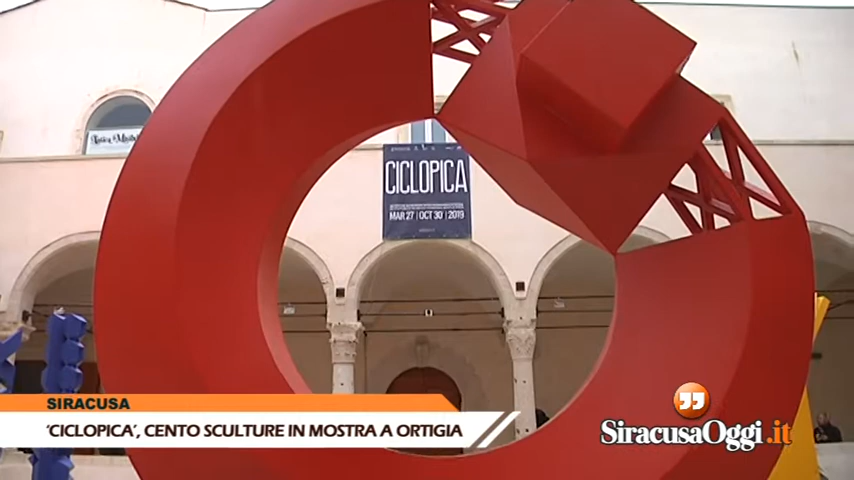 CICLOPICA
MAR 27 | OCT 30 | 2019
SIRACUSA
'CICLOPICA', CENTO SCULTURE IN MOSTRA A ORTIGIA
SiracusaOggi.it